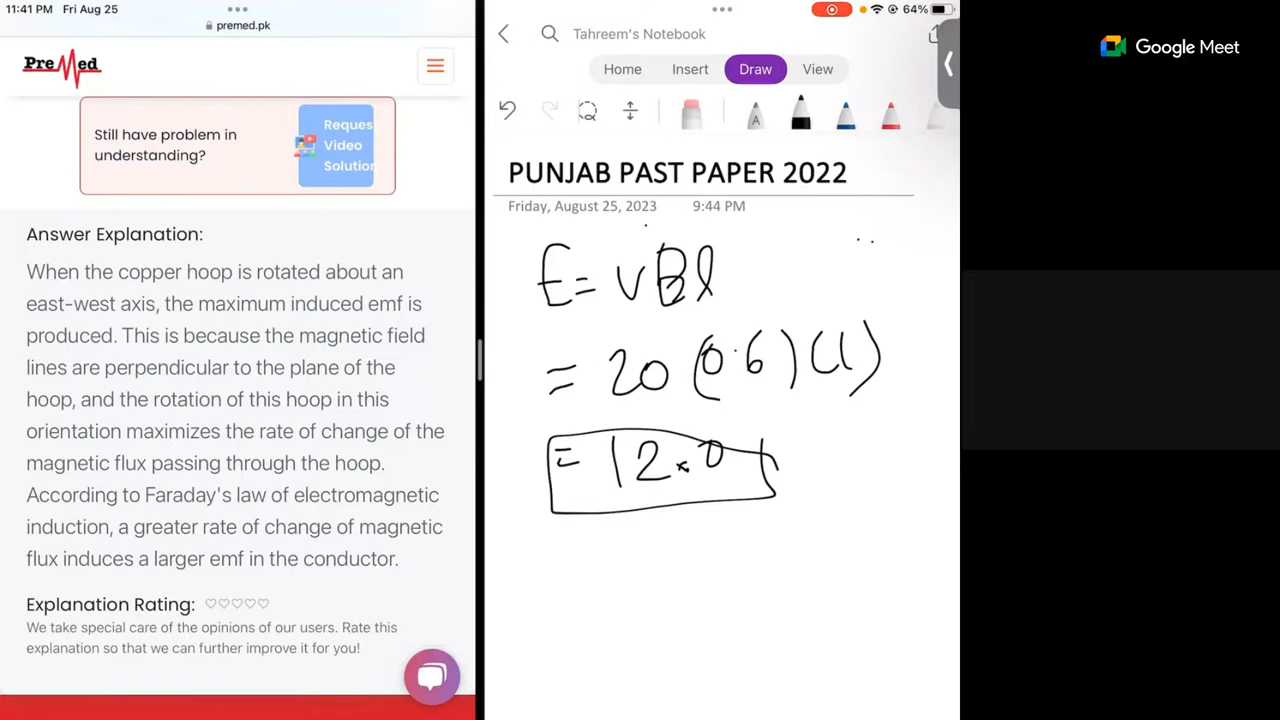 11:41 PM Fri Aug 25
premed.pk
PreMed
Still have problem in
understanding?
Reques
Video
Solution
Answer Explanation:
When the copper hoop is rotated about an
east-west axis, the maximum induced emf is
produced. This is because the magnetic field
lines are perpendicular to the plane of the
hoop, and the rotation of this hoop in this
orientation maximizes the rate of change of the
magnetic flux passing through the hoop.
According to Faraday's law of electromagnetic
induction, a greater rate of change of magnetic
flux induces a larger emf in the conductor.
Explanation Rating:
We take special care of the opinions of our users. Rate this
explanation so that we can further improve it for you!
64%
Tahreem's Notebook
Home Insert Draw View
A
PUNJAB PAST PAPER 2022
Friday, August 25, 2023 9:44 PM
E = vBl
= 20 (0.6) (1)
= 12.0
Google Meet